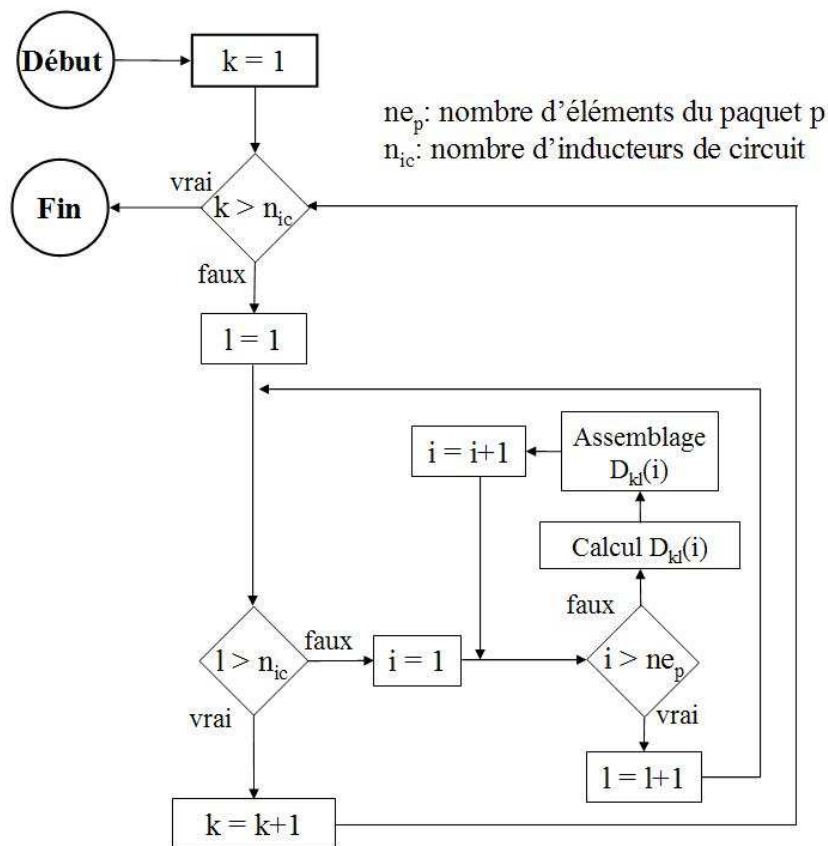 Début
k = 1
ne_p: nombre d'éléments du paquet p
n_ic: nombre d'inducteurs de circuit
vrai
Fin
k > n_ic
faux
l = 1
i = i+1
Assemblage
D_kl(i)
Calcul D_kl(i)
faux
l > n_ic
faux
i = 1
i > ne_p
vrai
vrai
l = l+1
k = k+1